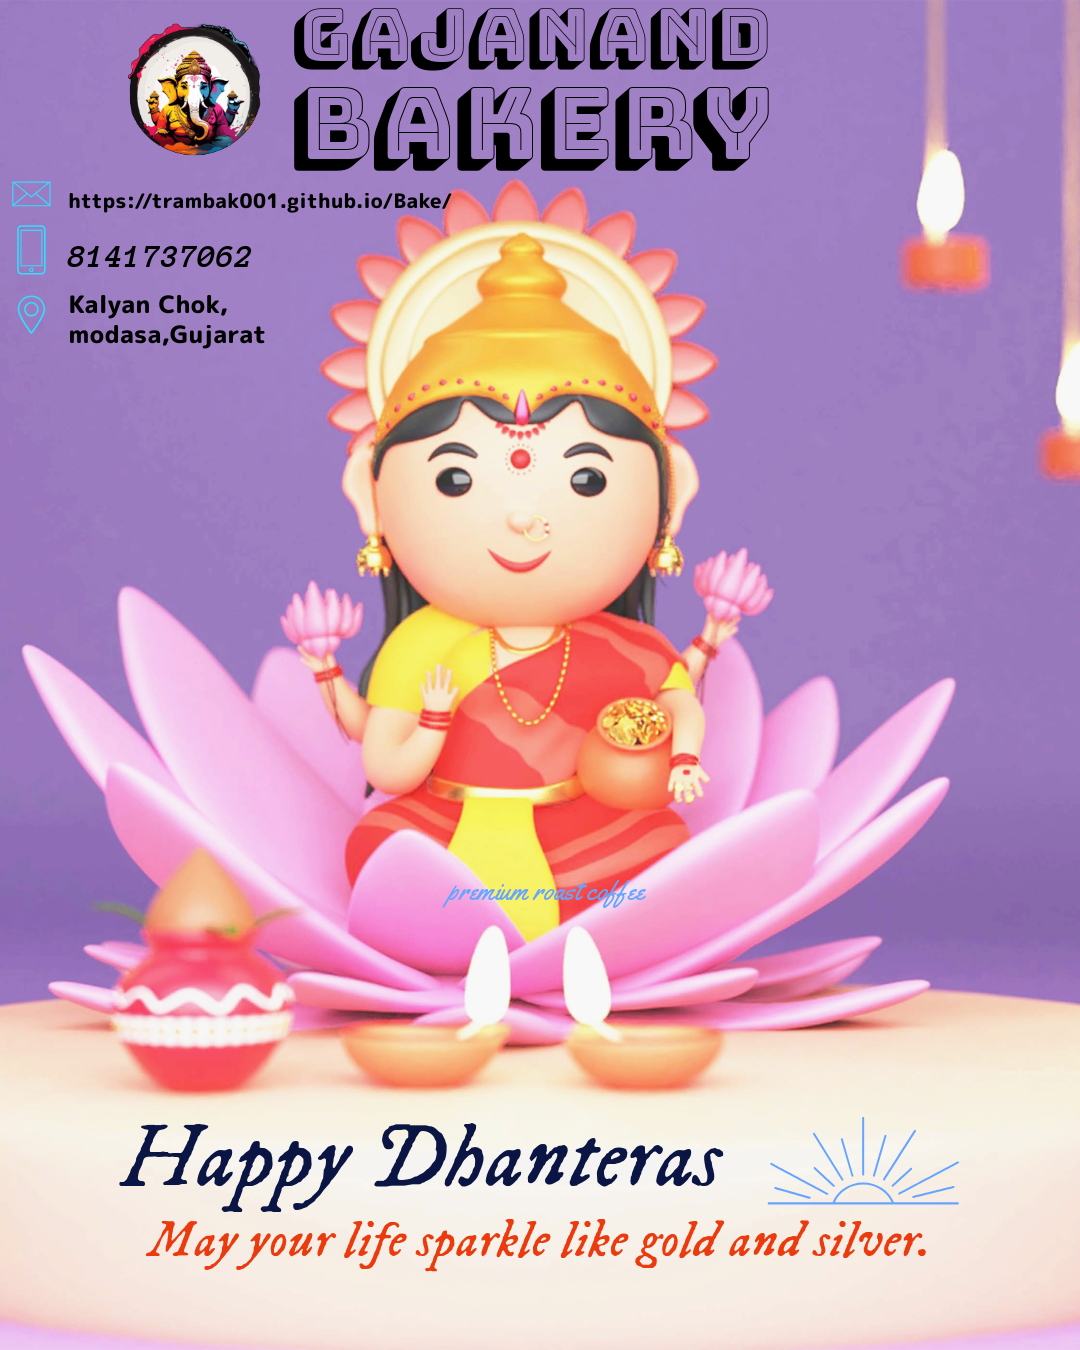 GAJANAND
BAKERY
https://trambak001.github.io/Bake/
8141737062
Kalyan Chok,
modasa,Gujarat
premium roast coffee
Happy Dhanteras
May your life sparkle like gold and silver.